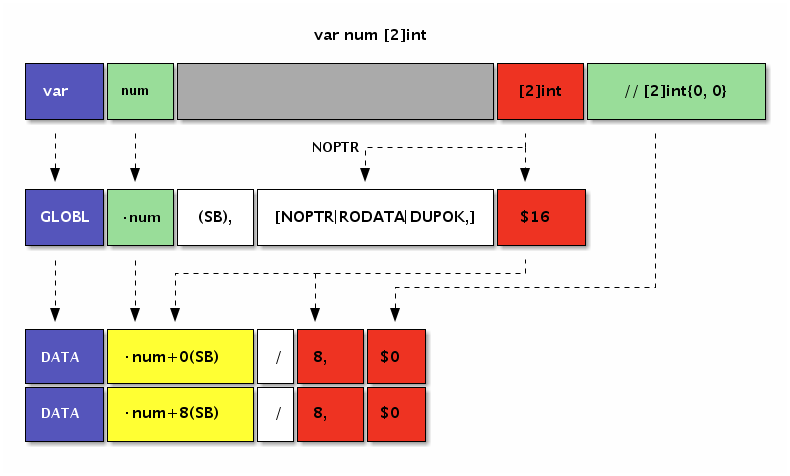 var num [2]int
var num [2]int // [2]int{0, 0}
NOPTR
GLOBL ·num (SB), [NOPTR|RODATA|DUPOK,] $16
DATA ·num+0(SB) / 8, $0
DATA ·num+8(SB) / 8, $0